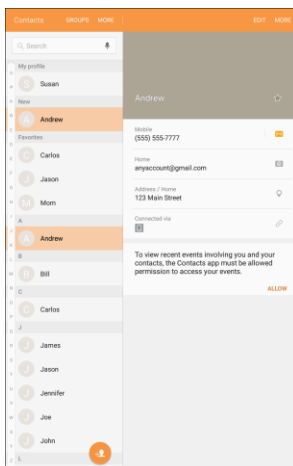 Contacts GROUPS MORE EDIT MORE
Search
My profile
S Susan
New
A Andrew
Favorites
C Carlos
J Jason
M Mom
A
A Andrew
B
B Bill
C
C Carlos
J
J James
J Jason
J Jennifer
J Joe
J John
L
Andrew
Mobile
(555) 555-7777
Home
anyaccount@gmail.com
Address / Home
123 Main Street
Connected via
To view recent events involving you and your
contacts, the Contacts app must be allowed
permission to access your events.
ALLOW